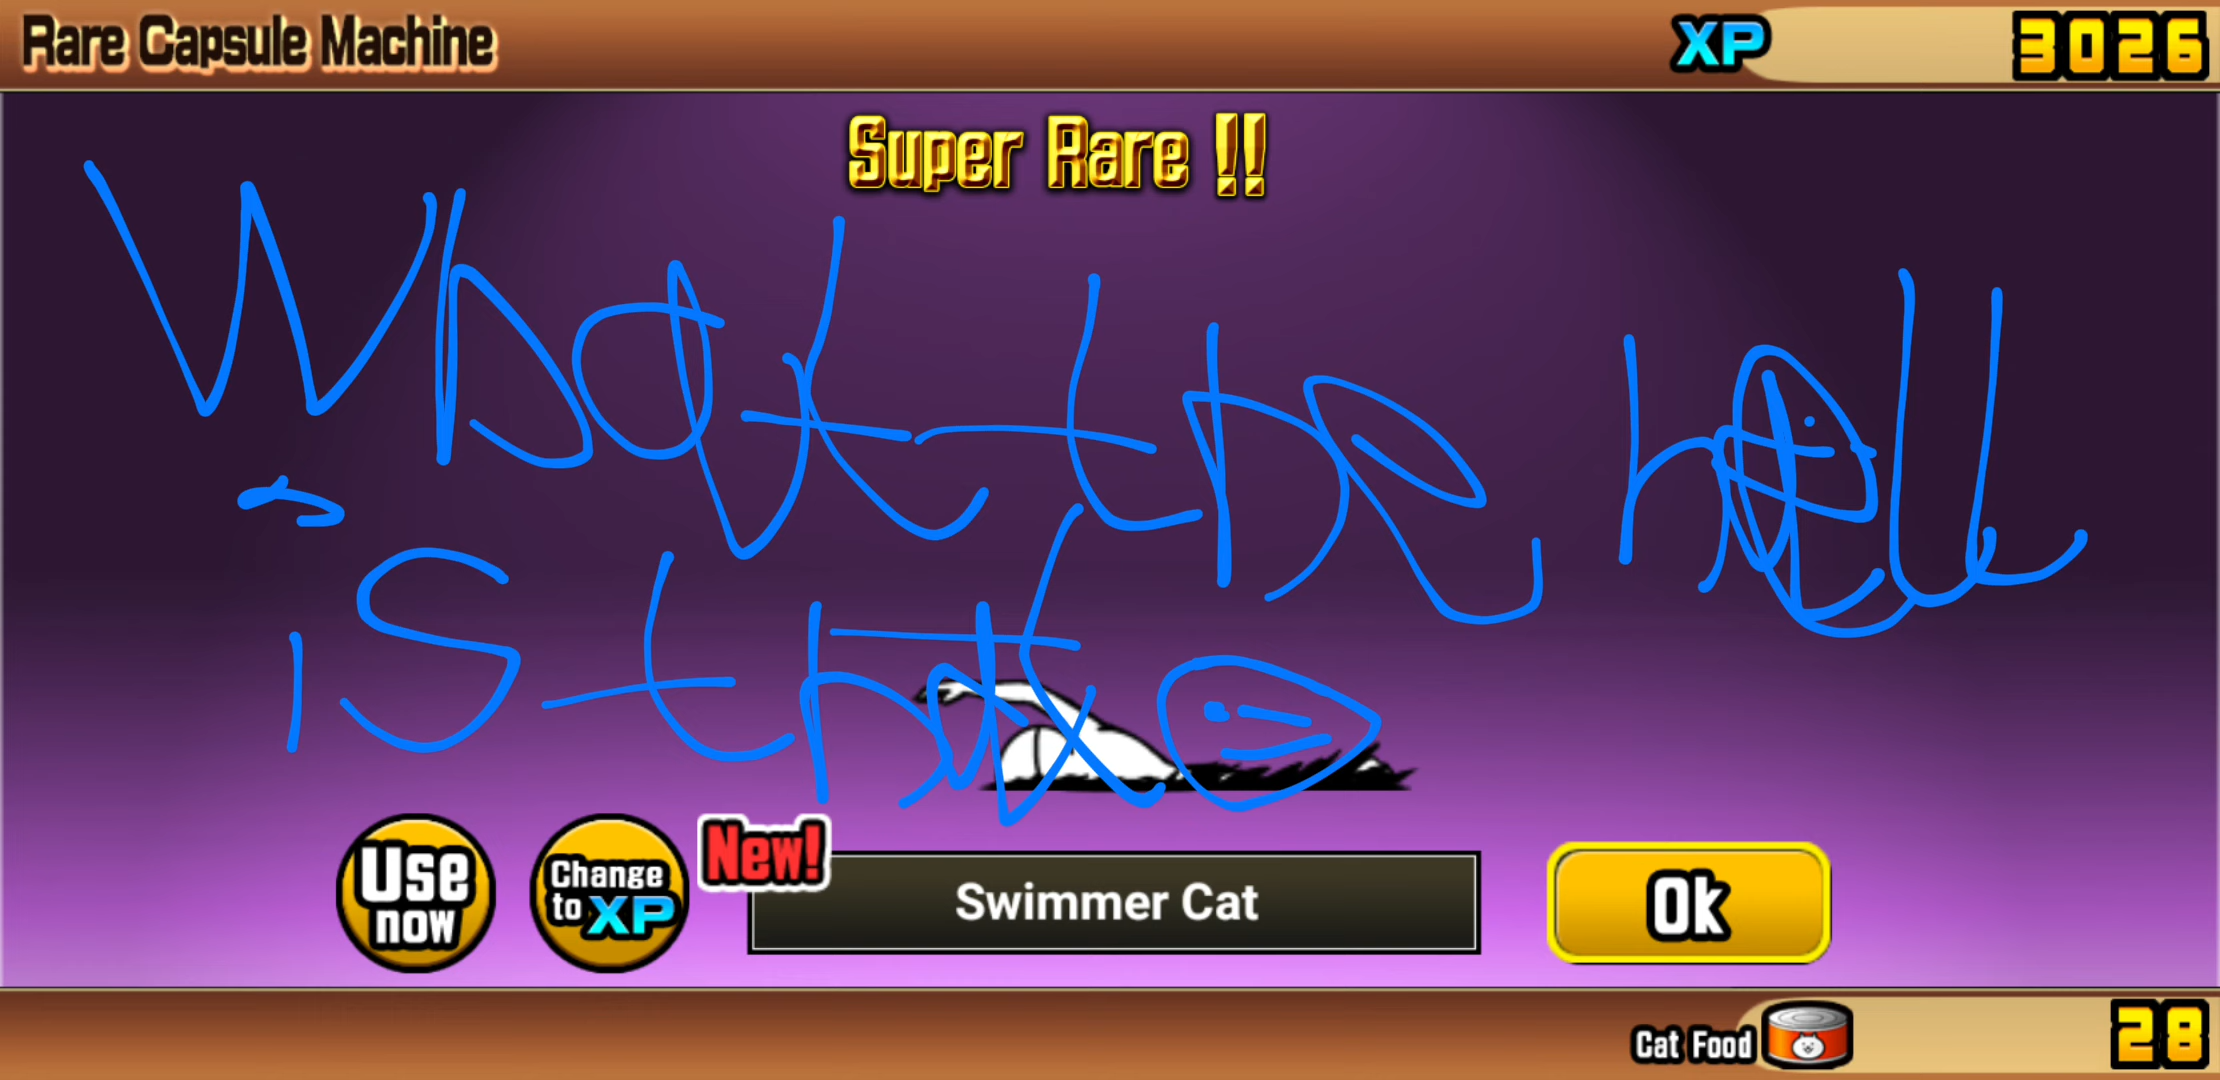 Rare Capsule Machine XP 3026
Super Rare !!
What the hell
is that
Use now
Change to XP
New!
Swimmer Cat
Ok
Cat Food 28